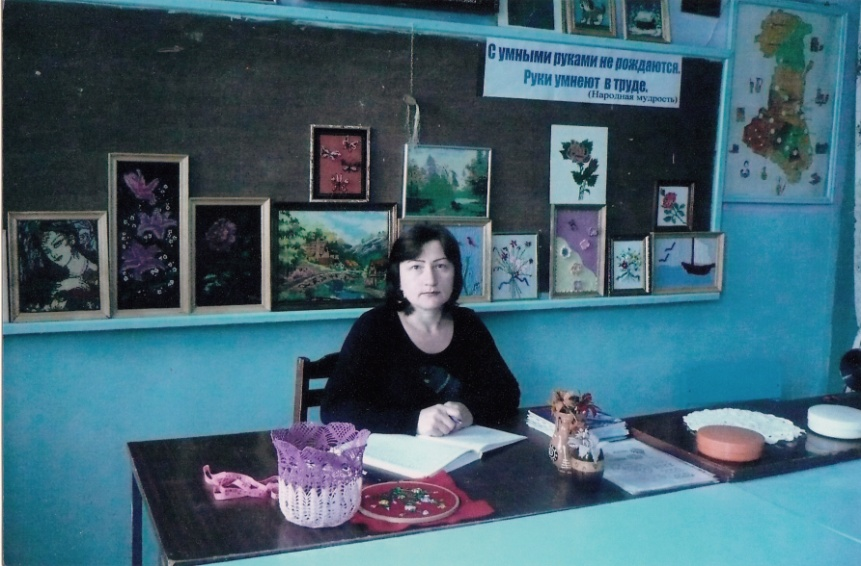 С умными руками не рождаются.
Руки умнеют в труде.
(Народная мудрость)